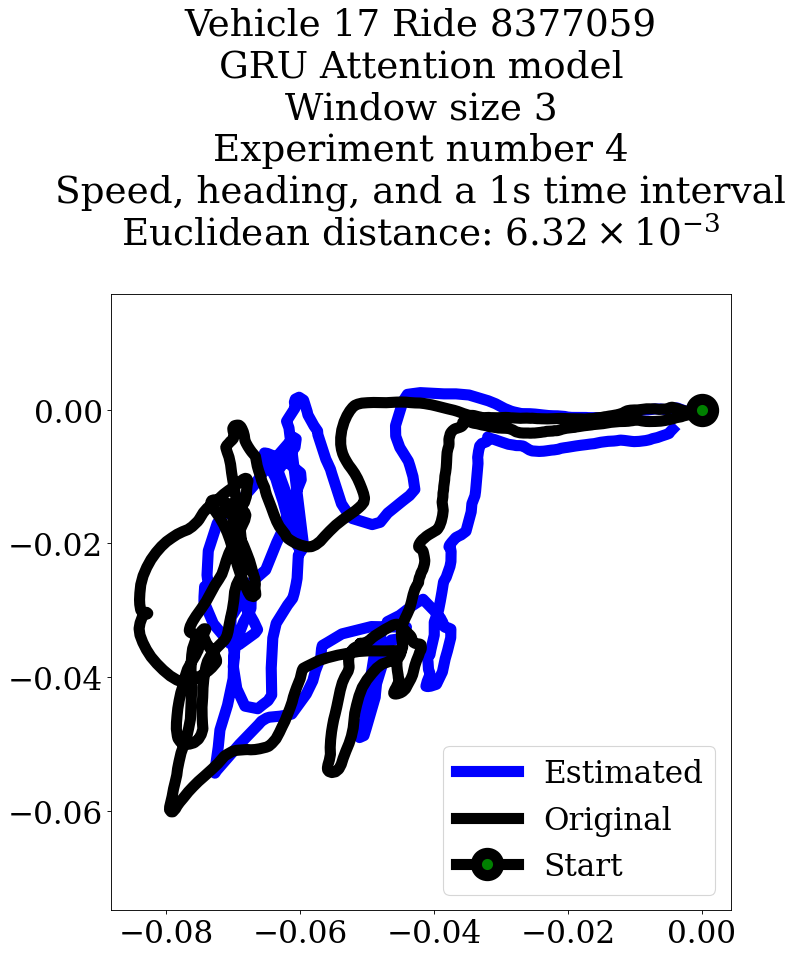 Vehicle 17 Ride 8377059
GRU Attention model
Window size 3
Experiment number 4
Speed, heading, and a 1s time interval
Euclidean distance: 6.32 × 10⁻³
0.00
−0.02
−0.04
−0.06
Estimated
Original
Start
−0.08 −0.06 −0.04 −0.02 0.00